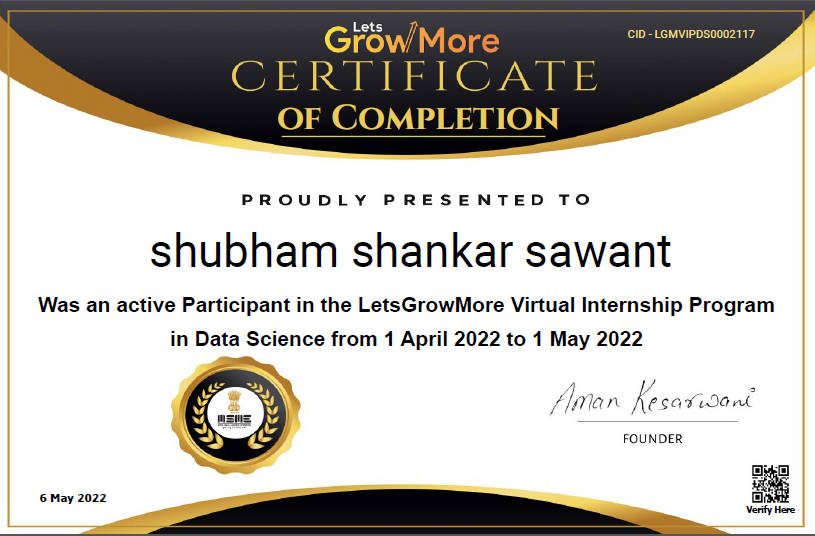 Lets
GrowMore
CID - LGMVIPDS0002117
CERTIFICATE
OF COMPLETION
PROUDLY PRESENTED TO
shubham shankar sawant
Was an active Participant in the LetsGrowMore Virtual Internship Program
in Data Science from 1 April 2022 to 1 May 2022
MSME
Aman Kesarwani
FOUNDER
6 May 2022
Verify Here